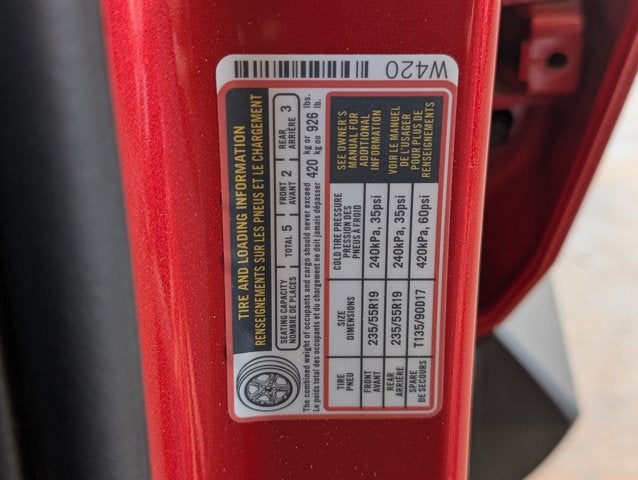 TIRE AND LOADING INFORMATION
RENSEIGNEMENTS SUR LES PNEUS ET LE CHARGEMENT
SEATING CAPACITY
NOMBRE DE PLACES
TOTAL 5
FRONT
AVANT 2
REAR
ARRIÈRE 3
The combined weight of occupants and cargo should never exceed 420 kg or 926 lbs.
Le poids total des occupants et du chargement ne doit jamais dépasser 420 kg ou 926 lb.
TIRE
PNEU
SIZE
DIMENSIONS
COLD TIRE PRESSURE
PRESSION DES
PNEUS À FROID
FRONT
AVANT
235/55R19
240kPa, 35psi
REAR
ARRIÈRE
235/55R19
240kPa, 35psi
SPARE
DE SECOURS
T135/90D17
420kPa, 60psi
SEE OWNER'S
MANUAL FOR
ADDITIONAL
INFORMATION
VOIR LE MANUEL
DE L'USAGER
POUR PLUS DE
RENSEIGNEMENTS
W420